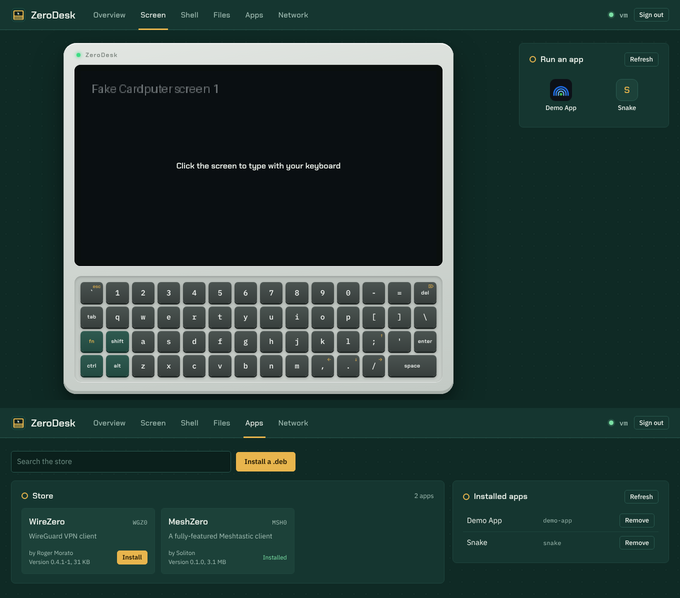 ZeroDesk Overview Screen Shell Files Apps Network vm Sign out
ZeroDesk
Fake Cardputer screen 1
Click the screen to type with your keyboard
Run an app Refresh
S
Demo App Snake
` esc 1 2 3 4 5 6 7 8 9 0 - = del
tab q w e r t y u i o p [ ] \
fn shift a s d f g h j k l ; ' enter
ctrl alt z x c v b n m , . / space
ZeroDesk Overview Screen Shell Files Apps Network vm Sign out
Search the store Install a .deb
Store 2 apps
WireZero WGZ0
WireGuard VPN client
by Roger Morato
Version 0.4.1-1, 31 KB Install
MeshZero MSH0
A fully-featured Meshtastic client
by Soliton
Version 0.1.0, 3.1 MB Installed
Installed apps Refresh
Demo App demo-app Remove
Snake snake Remove